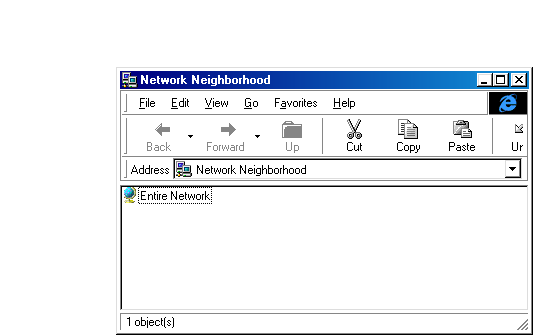 Network Neighborhood
File Edit View Go Favorites Help
Back Forward Up Cut Copy Paste Ur
Address Network Neighborhood
Entire Network
1 object(s)